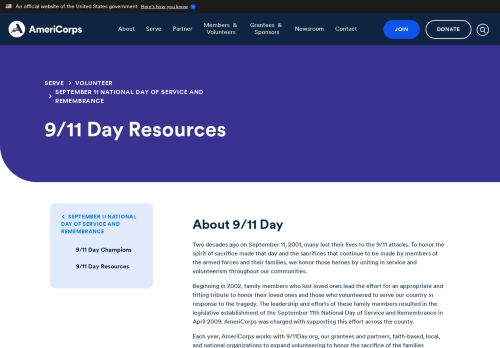 An official website of the United States government Here's how you know
AmeriCorps
About Serve Partner Members & Volunteers Grantees & Sponsors Newsroom Contact JOIN DONATE
SERVE > VOLUNTEER
> SEPTEMBER 11 NATIONAL DAY OF SERVICE AND
REMEMBRANCE
9/11 Day Resources
< SEPTEMBER 11 NATIONAL
DAY OF SERVICE AND
REMEMBRANCE
9/11 Day Champions
9/11 Day Resources
About 9/11 Day
Two decades ago on September 11, 2001, many lost their lives to the 9/11 attacks. To honor the
spirit of sacrifice made that day and the sacrifices that continue to be made by members of
the armed forces and their families, we honor those heroes by uniting in service and
volunteerism throughout our communities.
Beginning in 2002, family members who lost loved ones lead the effort for an appropriate and
fitting tribute to honor their loved ones and those who volunteered to serve our country in
response to the tragedy. The leadership and efforts of these family members resulted in the
legislative establishment of the September 11th National Day of Service and Remembrance in
April 2009. AmeriCorps was charged with supporting this effort across the county.
Each year, AmeriCorps works with 9/11Day.org, our grantees and partners, faith-based, local,
and national organizations to expand volunteering to honor the sacrifice of the families